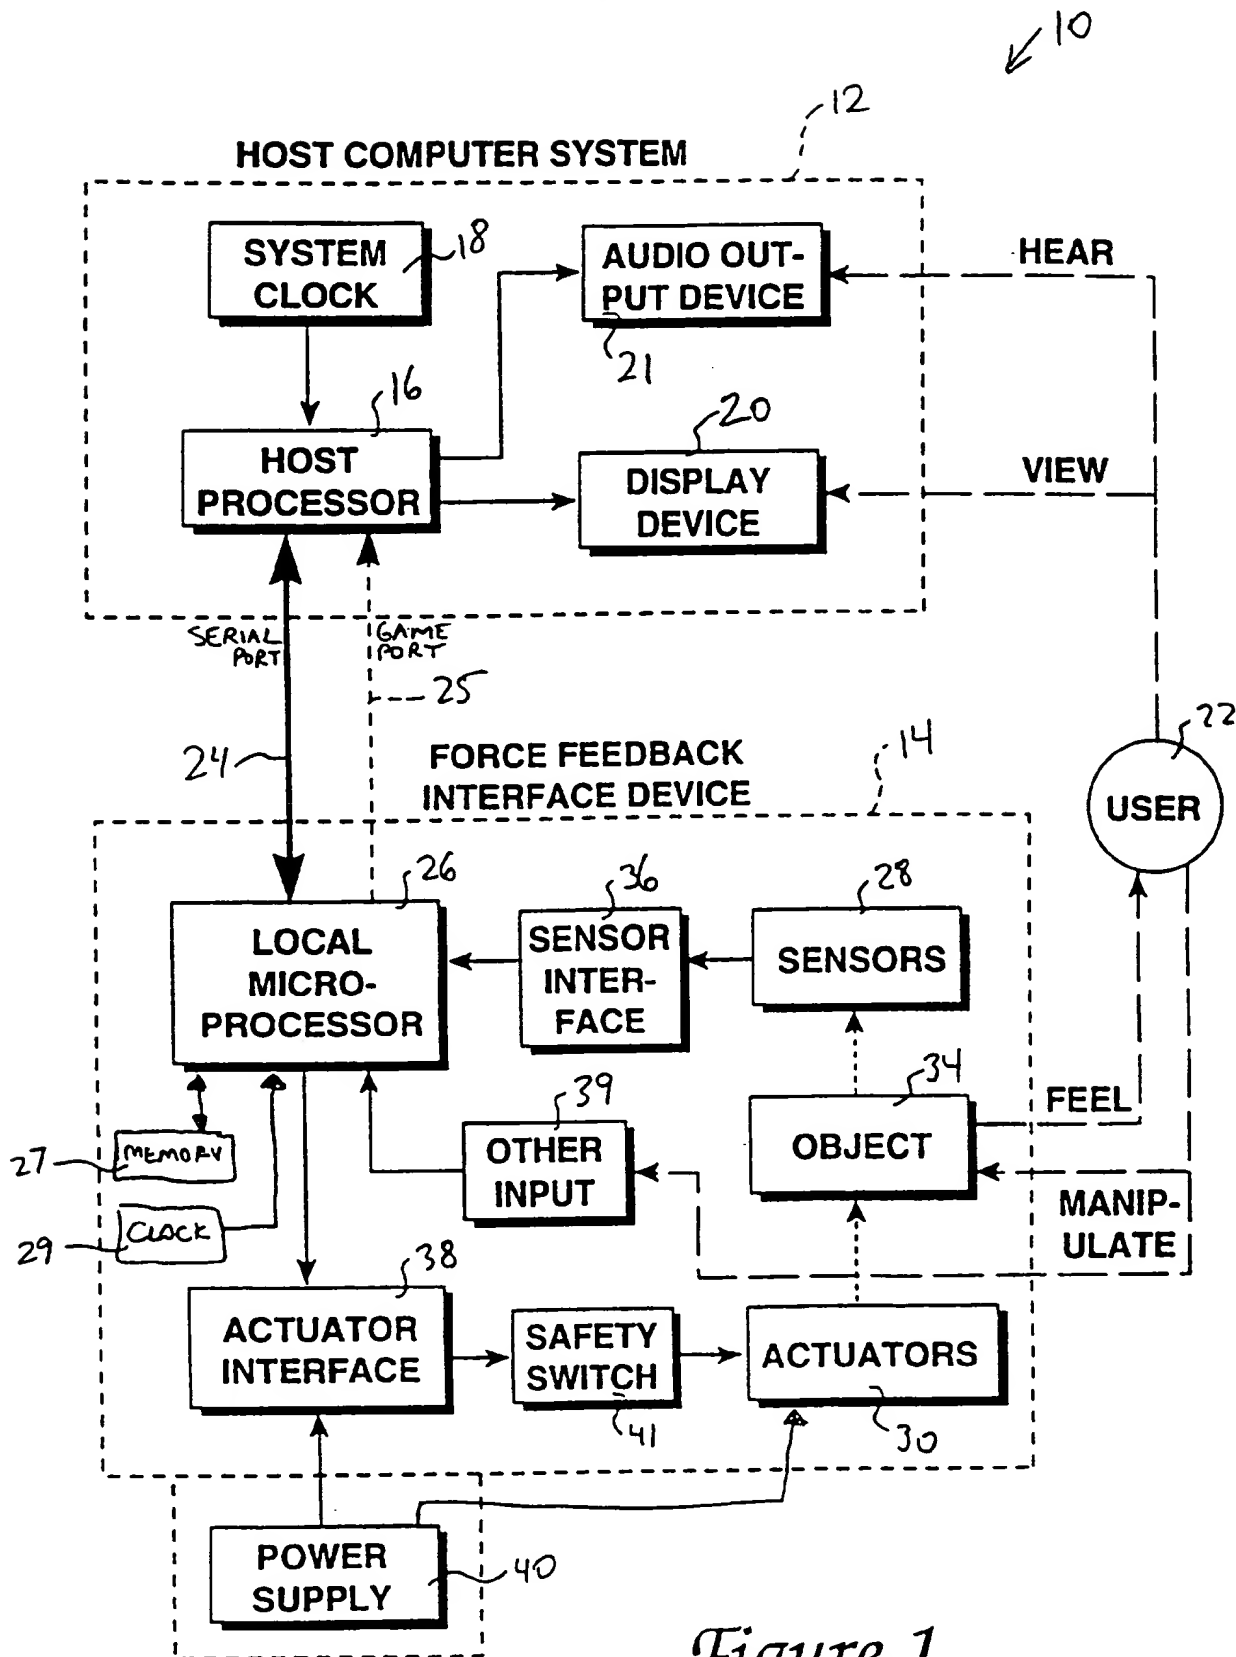 10
12
HOST COMPUTER SYSTEM
SYSTEM
CLOCK
18
AUDIO OUT-
PUT DEVICE
21
HEAR
16
HOST
PROCESSOR
20
DISPLAY
DEVICE
VIEW
SERIAL
PORT
GAME
PORT
25
24
FORCE FEEDBACK
INTERFACE DEVICE
14
22
USER
26
LOCAL
MICRO-
PROCESSOR
36
SENSOR
INTER-
FACE
28
SENSORS
34
OBJECT
FEEL
MANIP-
ULATE
39
OTHER
INPUT
27
MEMORY
29
CLOCK
38
ACTUATOR
INTERFACE
SAFETY
SWITCH
41
ACTUATORS
30
POWER
SUPPLY
40
Figure 1